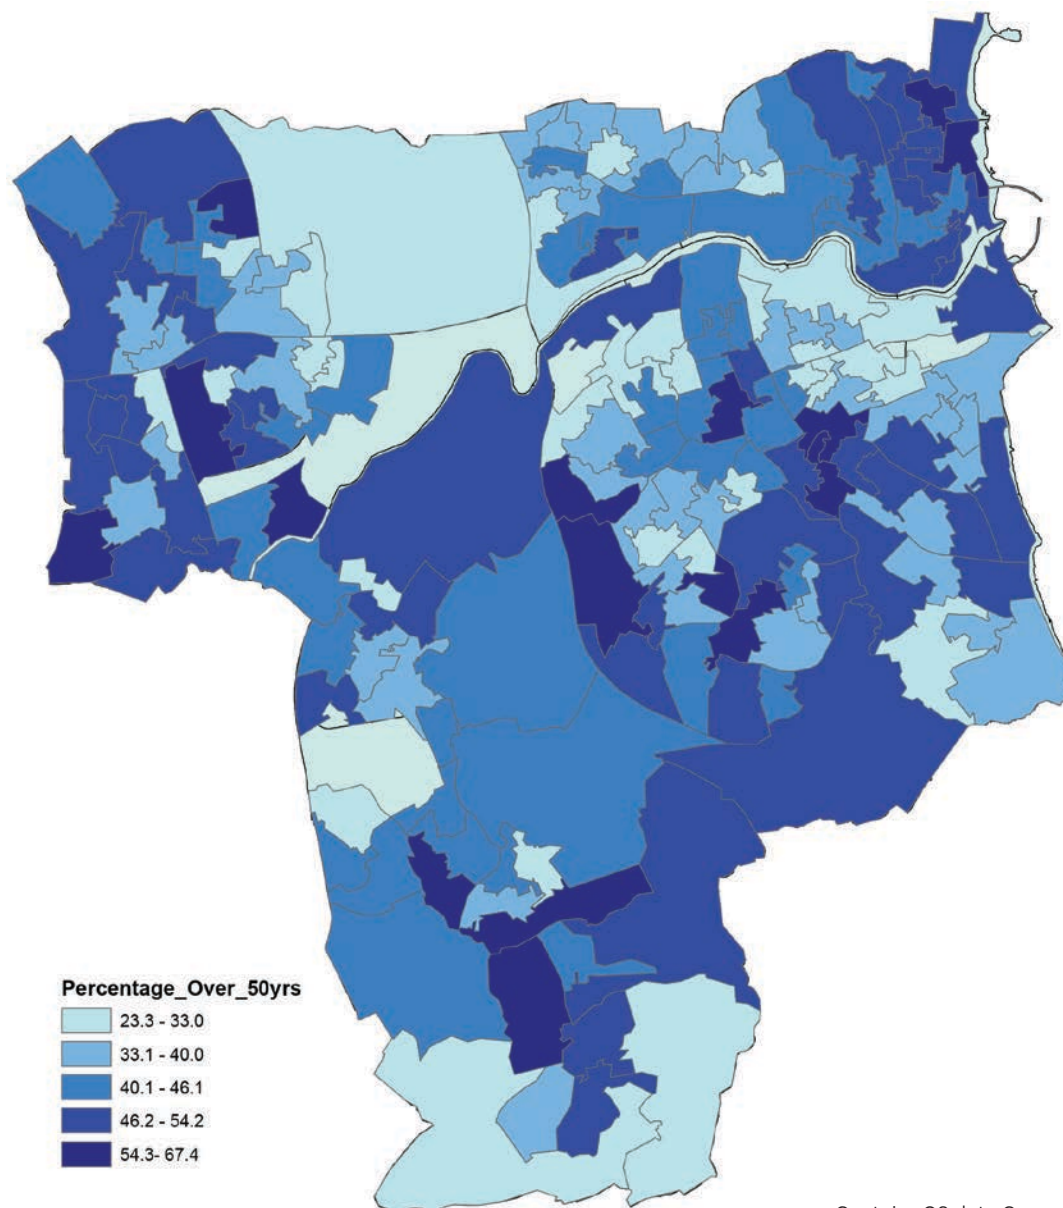 Percentage_Over_50yrs
23.3 - 33.0
33.1 - 40.0
40.1 - 46.1
46.2 - 54.2
54.3- 67.4